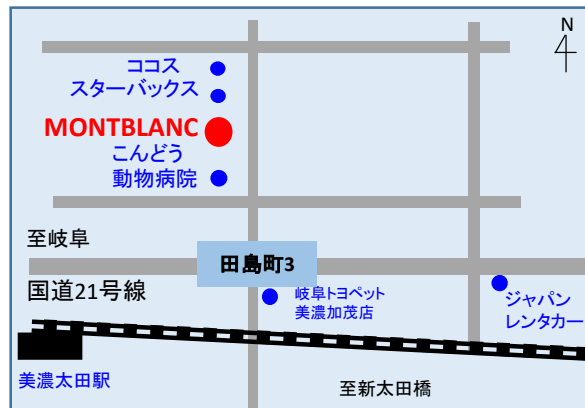 N
ココス
スターバックス
MONTBLANC
こんどう
動物病院
至岐阜
田島町3
国道21号線
岐阜トヨペット
美濃加茂店
ジャパン
レンタカー
美濃太田駅
至新太田橋